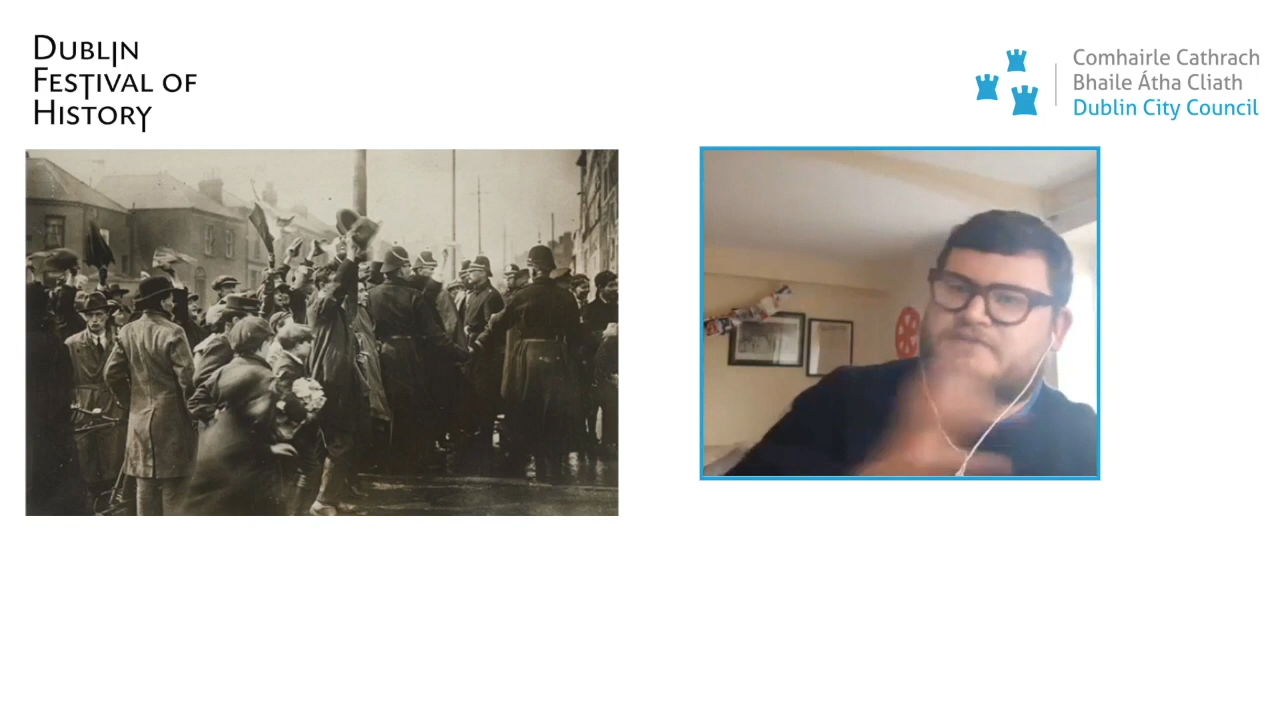 DUBLIN
FESTIVAL OF
HISTORY
Comhairle Cathrach
Bhaile Átha Cliath
Dublin City Council